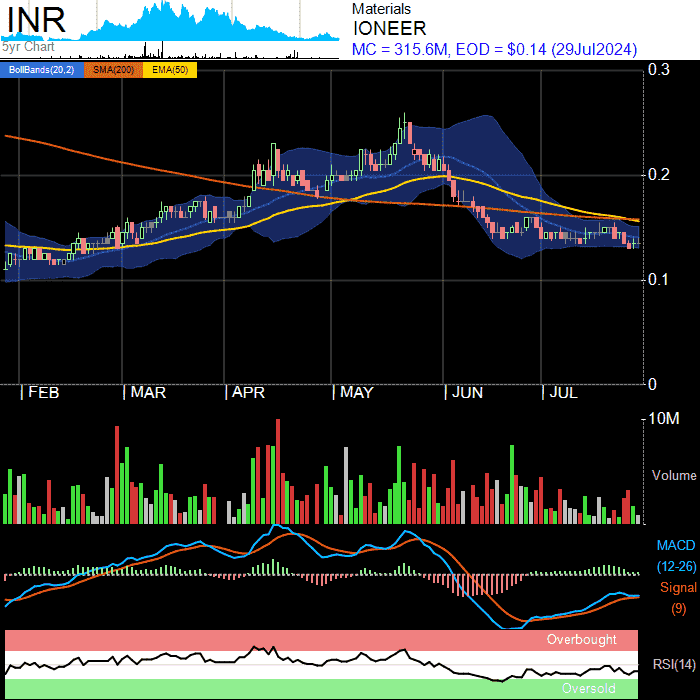 INR
Materials
IONEER
5yr Chart
MC = 315.6M, EOD = $0.14 (29Jul2024)
BollBands(20,2) SMA(200) EMA(50)
0.3
0.2
0.1
0
FEB MAR APR MAY JUN JUL
10M
Volume
MACD
(12-26)
Signal
(9)
Overbought
RSI(14)
Oversold